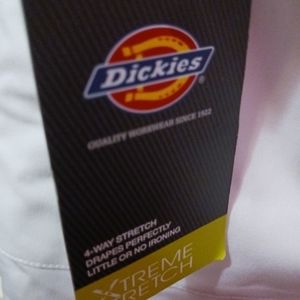 Dickies®
QUALITY WORKWEAR SINCE 1922
4-WAY STRETCH
DRAPES PERFECTLY
LITTLE OR NO IRONING
XTREME
STRETCH